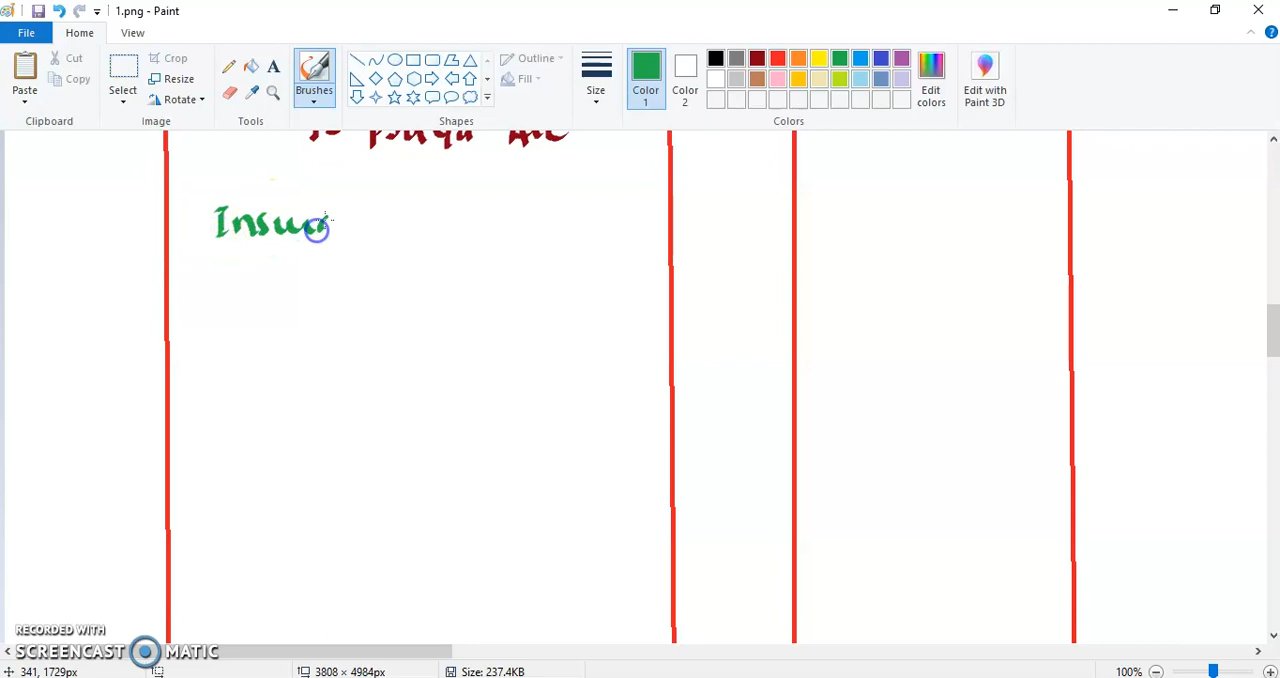 1.png - Paint
File Home View
Paste
Cut
Copy
Clipboard
Select
Crop
Resize
Rotate
Image
Tools
Brushes
Shapes
Outline
Fill
Size
Color 1
Color 2
Colors
Edit colors
Edit with Paint 3D
RECORDED WITH
SCREENCAST MATIC
341, 1729px
3808 × 4984px
Size: 237.4KB
100%